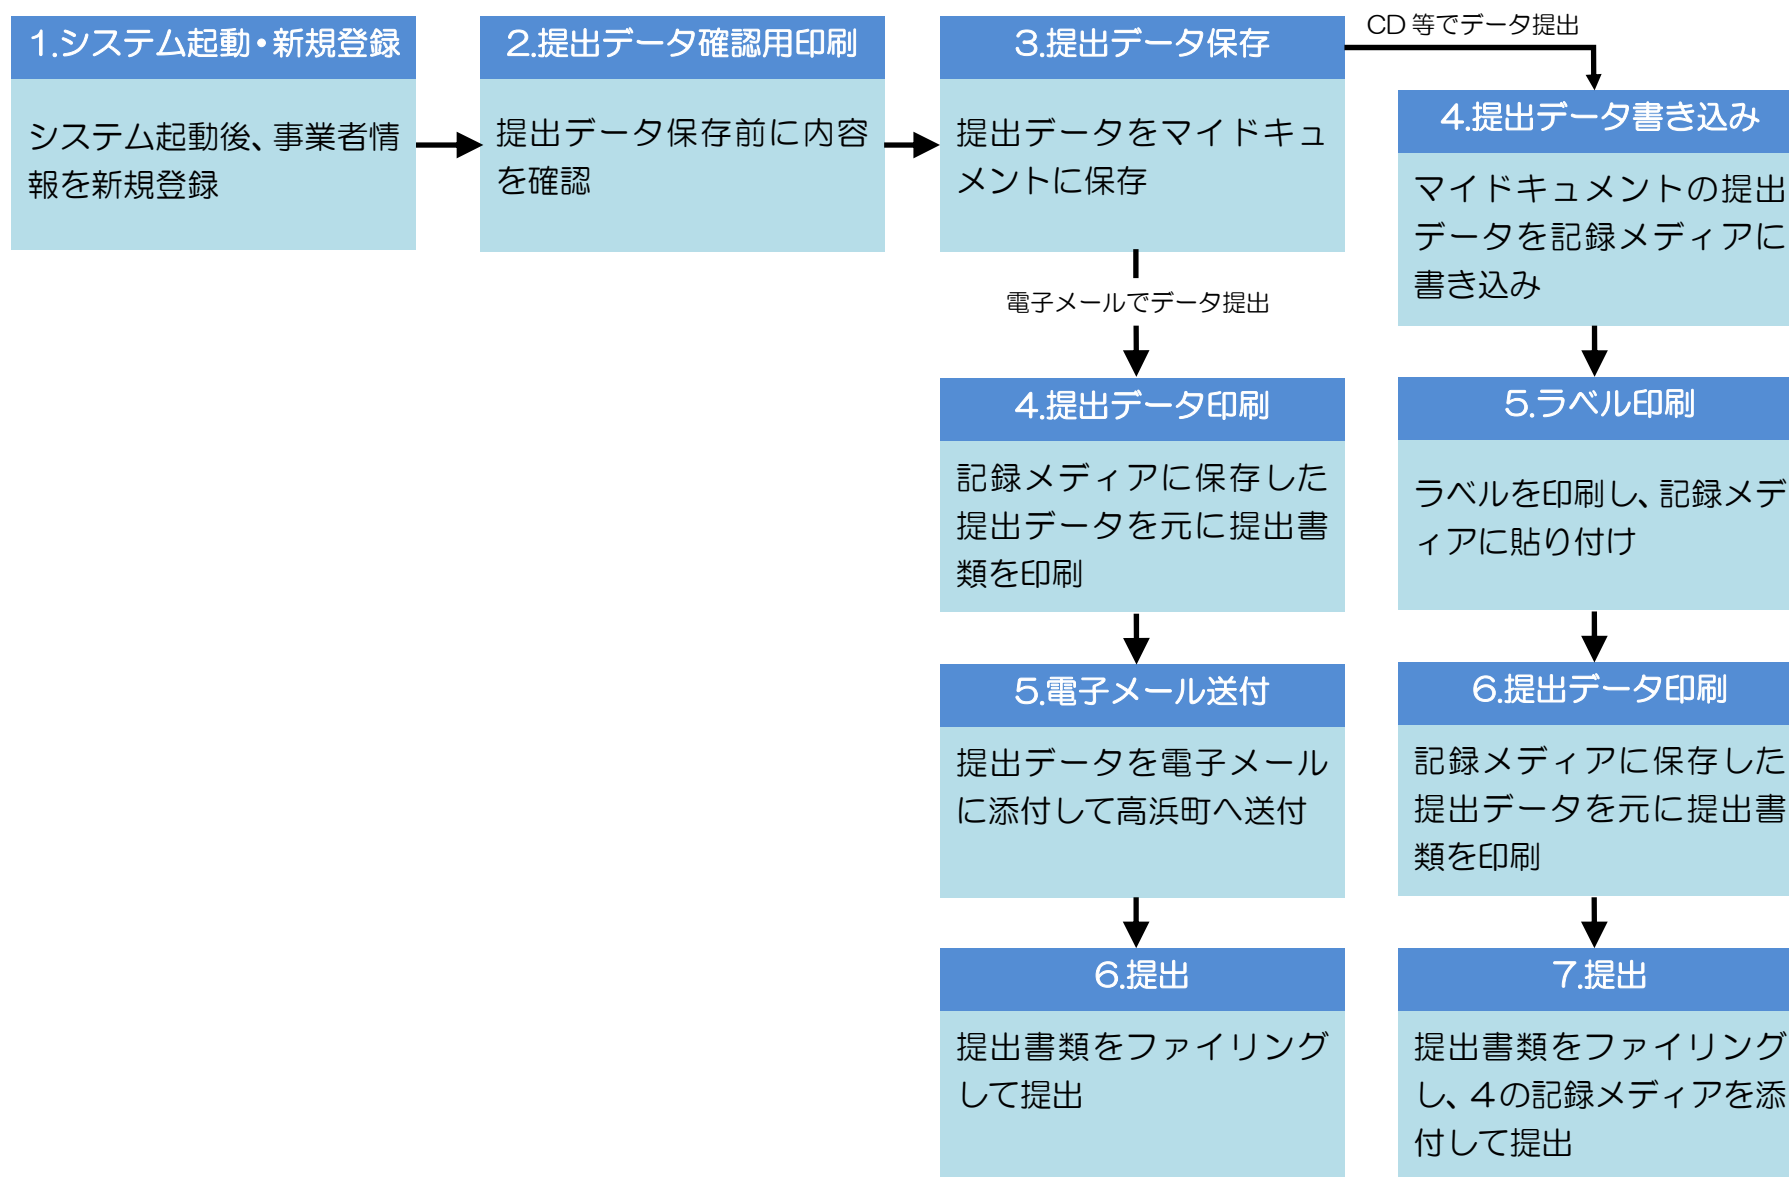 1.システム起動・新規登録
システム起動後、事業者情
報を新規登録
2.提出データ確認用印刷
提出データ保存前に内容
を確認
3.提出データ保存
提出データをマイドキュ
メントに保存
CD 等でデータ提出
電子メールでデータ提出
4.提出データ印刷
記録メディアに保存した
提出データを元に提出書
類を印刷
5.電子メール送付
提出データを電子メール
に添付して高浜町へ送付
6.提出
提出書類をファイリング
して提出
4.提出データ書き込み
マイドキュメントの提出
データを記録メディアに
書き込み
5.ラベル印刷
ラベルを印刷し、記録メデ
ィアに貼り付け
6.提出データ印刷
記録メディアに保存した
提出データを元に提出書
類を印刷
7.提出
提出書類をファイリング
し、4の記録メディアを添
付して提出